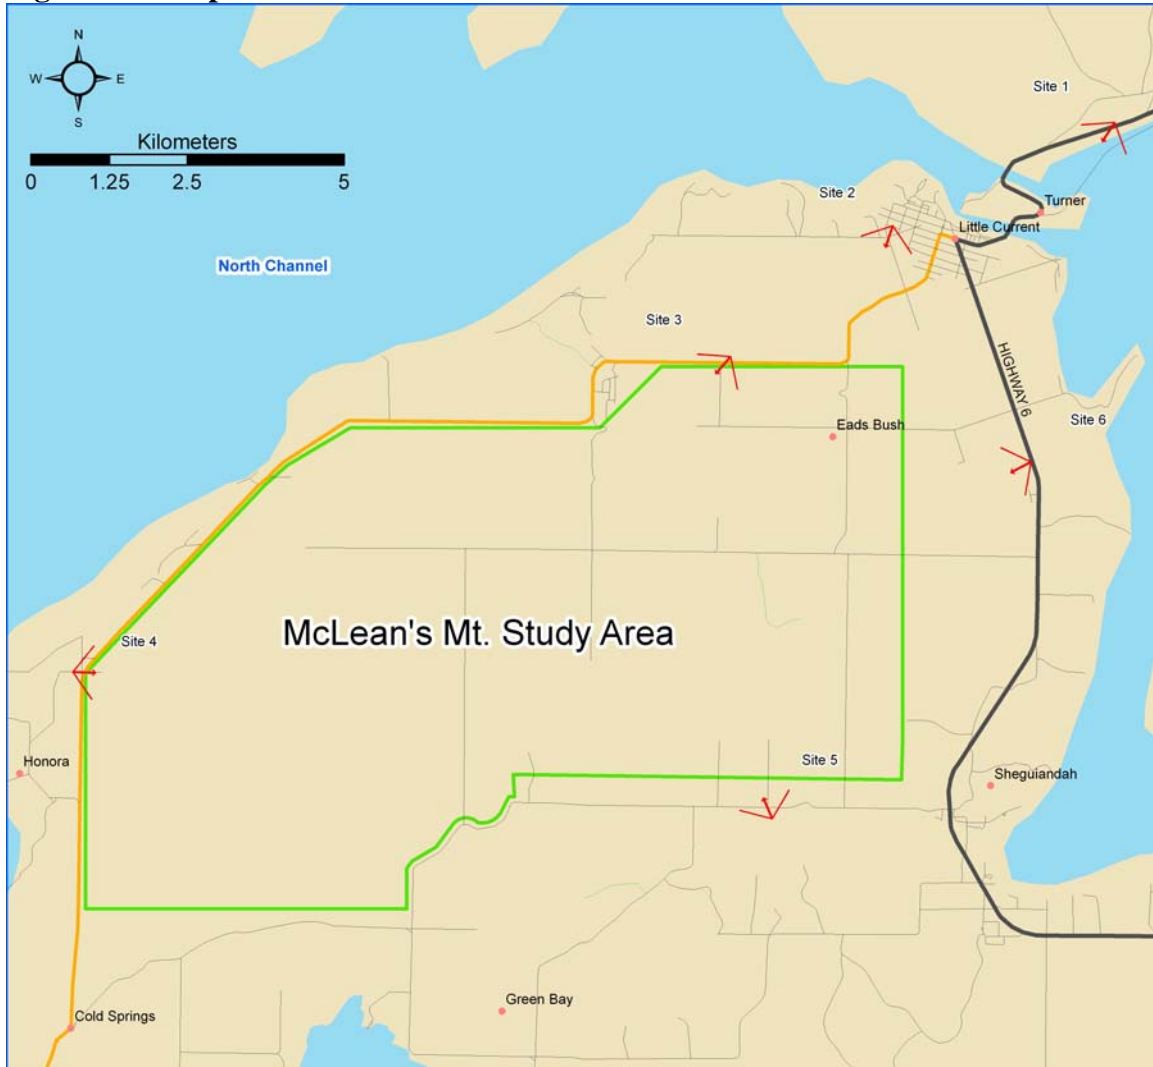 N
W E
S
Kilometers
0 1.25 2.5 5
Site 1
Site 2
Turner
Little Current
North Channel
Site 3
HIGHWAY 6
Site 6
Eads Bush
McLean's Mt. Study Area
Site 4
Honora
Site 5
Sheguiandah
Green Bay
Cold Springs